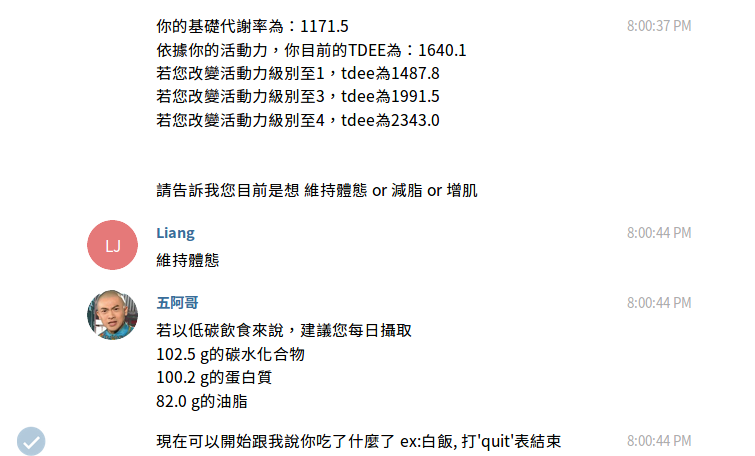 你的基礎代謝率為：1171.5 8:00:37 PM
依據你的活動力，你目前的TDEE為：1640.1
若您改變活動力級別至1，tdee為1487.8
若您改變活動力級別至3，tdee為1991.5
若您改變活動力級別至4，tdee為2343.0
請告訴我您目前是想 維持體態 or 減脂 or 增肌
LJ
Liang 8:00:44 PM
維持體態
五阿哥 8:00:44 PM
若以低碳飲食來說，建議您每日攝取
102.5 g的碳水化合物
100.2 g的蛋白質
82.0 g的油脂
現在可以開始跟我說你吃了什麼了 ex:白飯, 打'quit'表結束 8:00:44 PM